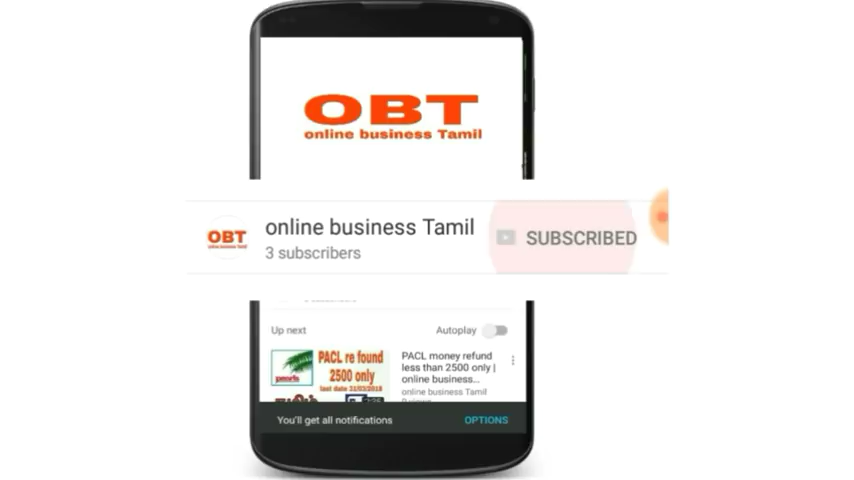 OBT
online business Tamil
OBT
online business Tamil
online business Tamil
3 subscribers
SUBSCRIBED
Up next
Autoplay
pearls
PACL re found
2500 only
last date 31/03/2018
PACL money refund
less than 2500 only |
online business...
online business Tamil
You'll get all notifications
OPTIONS